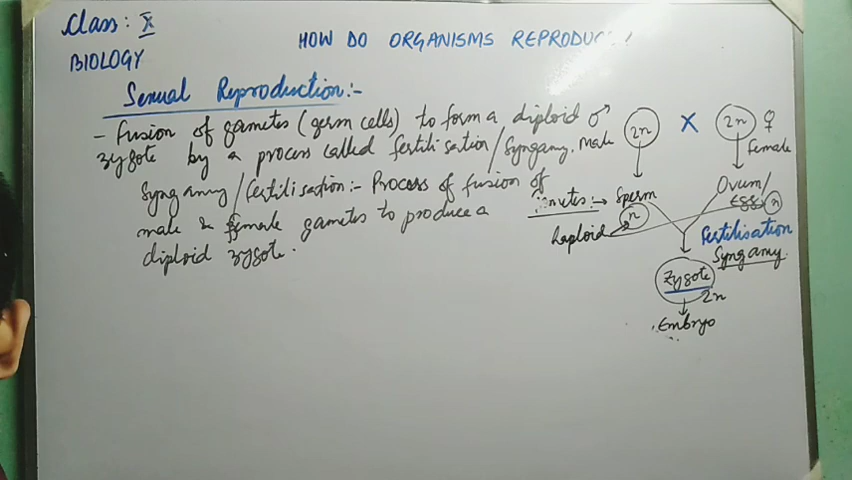 Class: X
BIOLOGY
HOW DO ORGANISMS REPRODUC
Sexual Reproduction:-
- Fusion of gametes (germ cells) to form a diploid
zygote by a process called fertilisation/Syngamy.
Syngamy/fertilisation:- Process of fusion of
male & female gametes to produce a
diploid zygote.
♂ 2n X 2n ♀
male
female
Sperm
Ovum/
Egg
n
n
haploid
Fertilisation
Syngamy.
Zygote
2n
Embryo